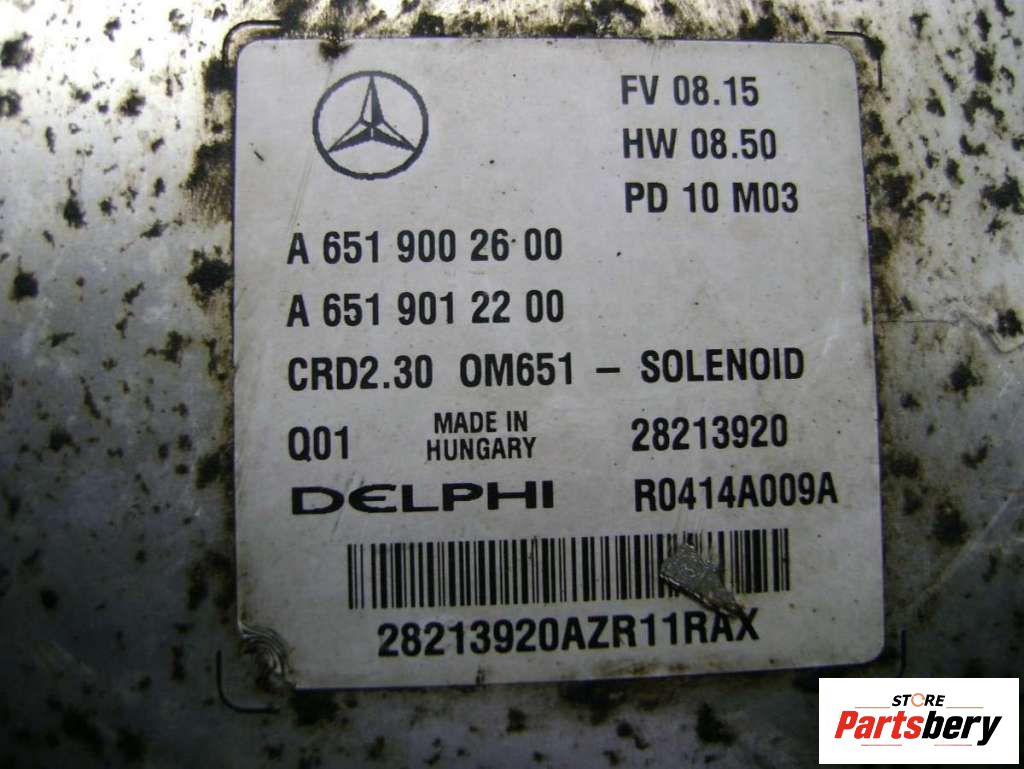 FV 08.15
HW 08.50
PD 10 M03
A 651 900 26 00
A 651 901 22 00
CRD2.30 OM651 – SOLENOID
Q01 MADE IN HUNGARY 28213920
DELPHI R0414A009A
28213920AZR11RAX
STORE
Partsbery